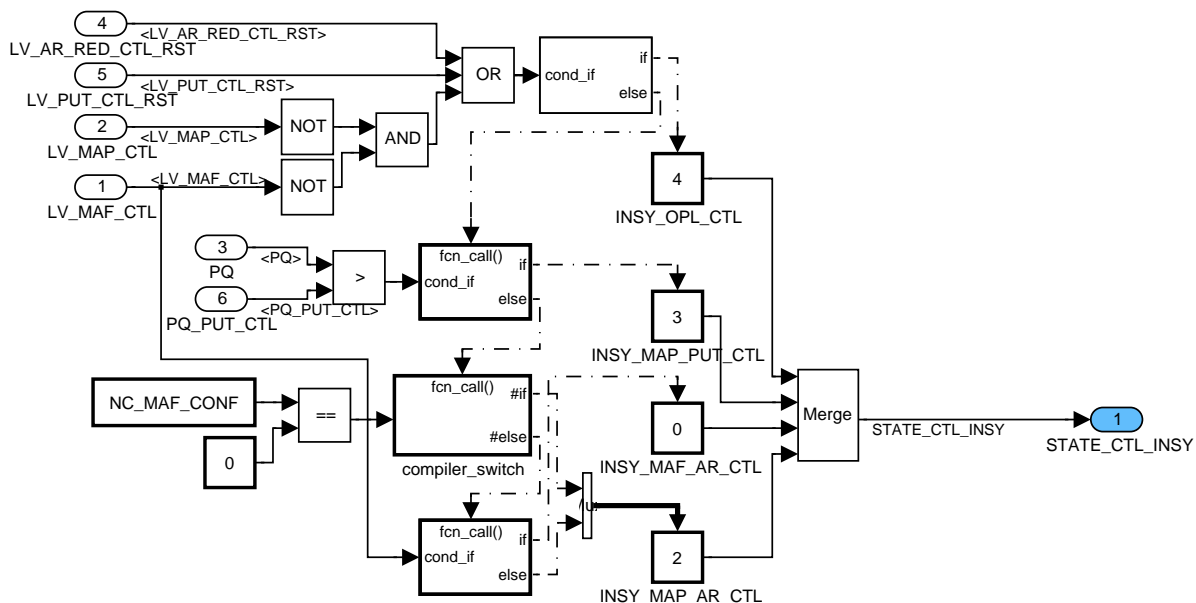 4
<LV_AR_RED_CTL_RST>
LV_AR_RED_CTL_RST
5
<LV_PUT_CTL_RST>
LV_PUT_CTL_RST
2
<LV_MAP_CTL>
LV_MAP_CTL
1
<LV_MAF_CTL>
LV_MAF_CTL
NOT
NOT
AND
OR
cond_if
if
else
4
INSY_OPL_CTL
3
<PQ>
PQ
6
<PQ_PUT_CTL>
PQ_PUT_CTL
>
fcn_call()
cond_if
if
else
3
INSY_MAP_PUT_CTL
NC_MAF_CONF
0
==
fcn_call()
#if
#else
compiler_switch
0
INSY_MAF_AR_CTL
fcn_call()
cond_if
if
else
2
INSY_MAP_AR_CTL
Merge
STATE_CTL_INSY
1
STATE_CTL_INSY